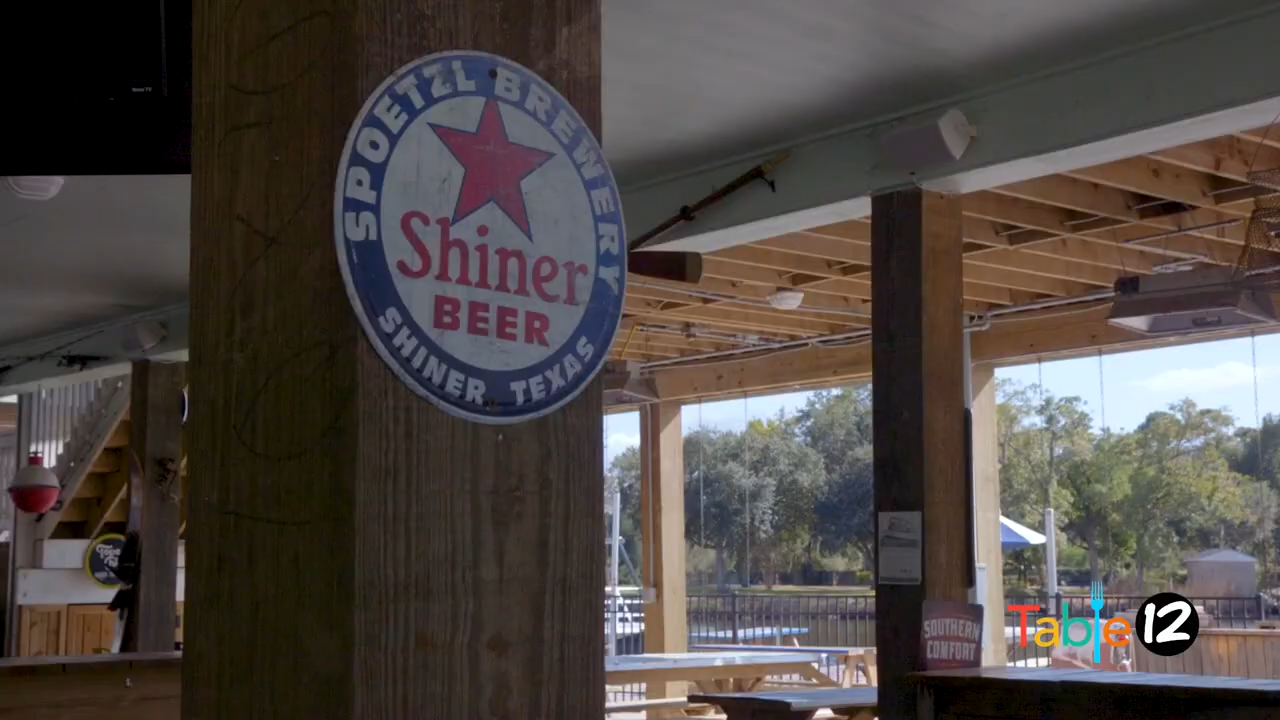 SPOETZL BREWERY
Shiner
BEER
SHINER, TEXAS
SOUTHERN
COMFORT
Table 12